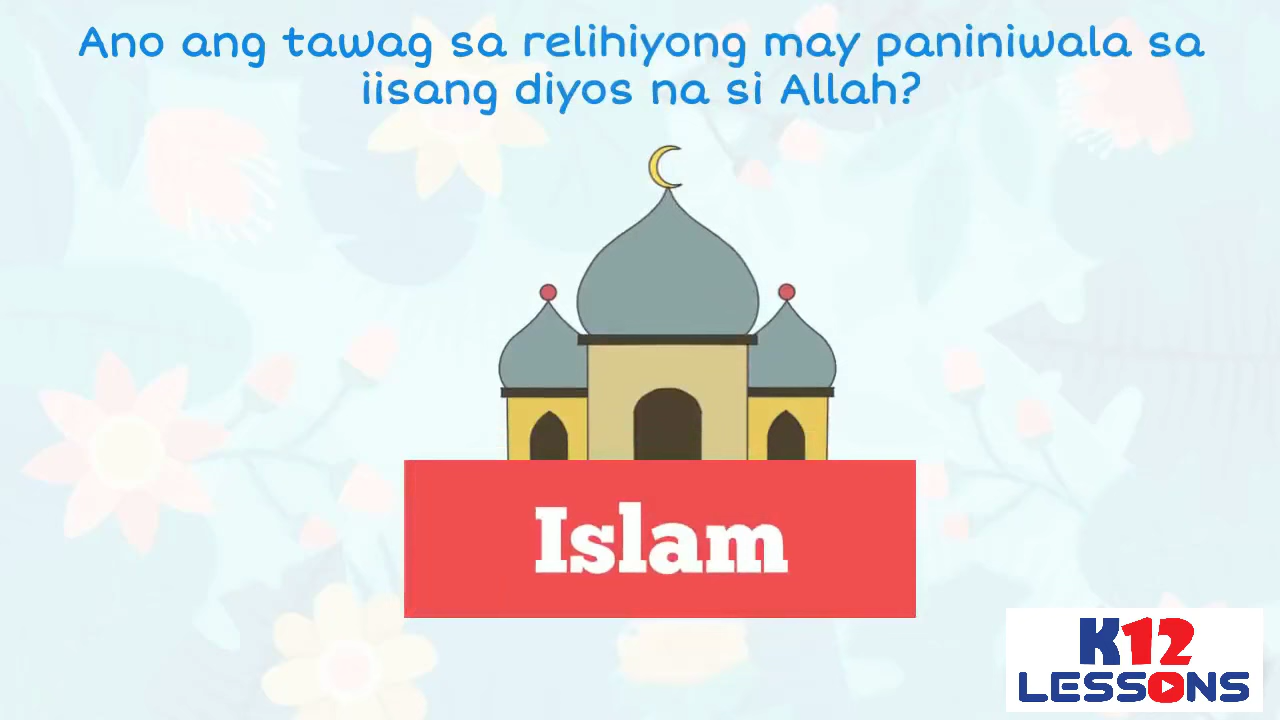 Ano ang tawag sa relihiyong may paniniwala sa
iisang diyos na si Allah?
Islam
K12
LESSONS